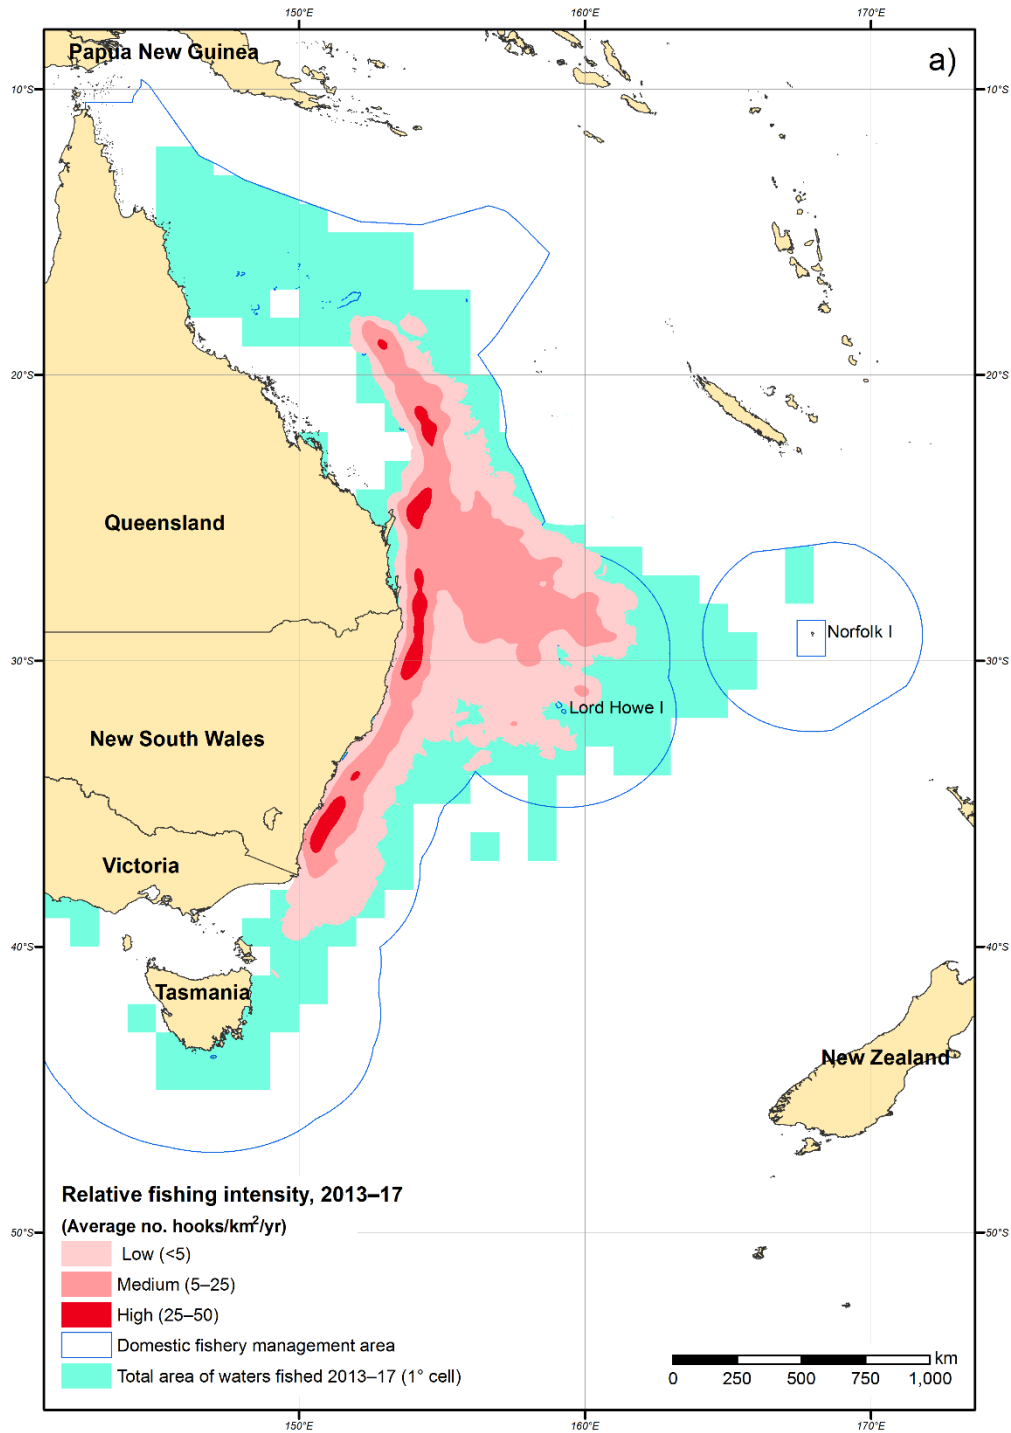 150°E 160°E 170°E
Papua New Guinea
a)
10°S 10°S
20°S 20°S
Queensland
Norfolk I
30°S 30°S
Lord Howe I
New South Wales
Victoria
40°S 40°S
Tasmania
New Zealand
Relative fishing intensity, 2013–17
(Average no. hooks/km²/yr)
50°S 50°S
Low (<5)
Medium (5–25)
High (25–50)
Domestic fishery management area
Total area of waters fished 2013–17 (1° cell)
km
0 250 500 750 1,000
150°E 160°E 170°E